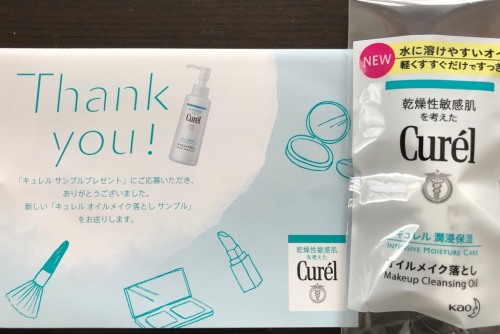 Thank
you!
「キュレル サンプルプレゼント」にご応募いただき、
ありがとうございました。
新しい「キュレル オイルメイク落とし サンプル」
をお送りします。
乾燥性敏感肌
を考えた
Curél
NEW
水に溶けやすいオイ
軽くすすぐだけですっき
乾燥性敏感肌
を考えた
Curél
キュレル 潤浸保湿
INTENSIVE MOISTURE CARE
オイルメイク落とし
Makeup Cleansing Oil
Kao